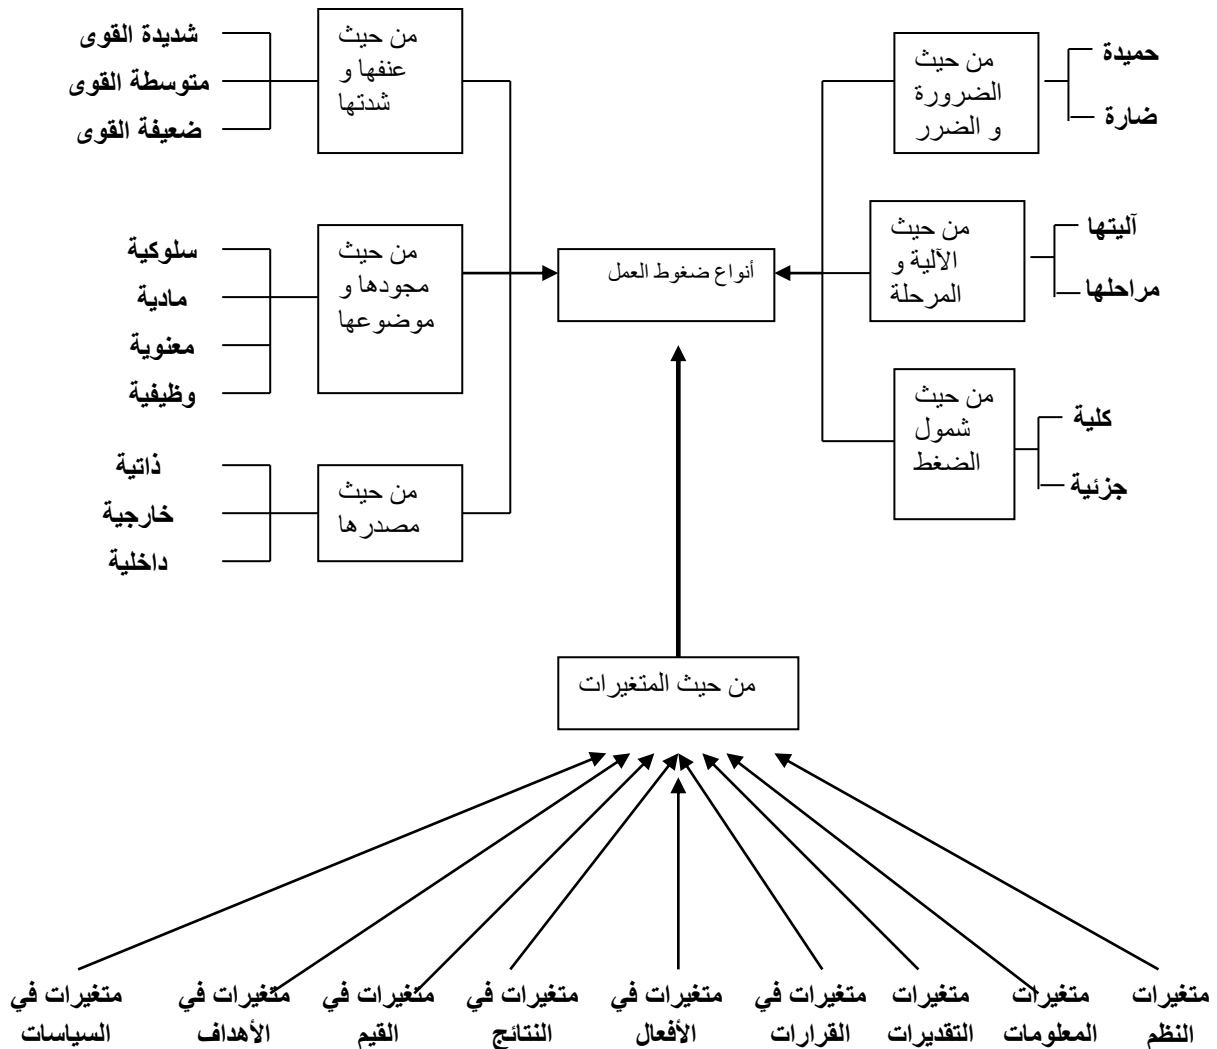 من حيث
الضرورة
و الضرر
حميدة
ضارة
من حيث
الآلية و
المرحلة
آليتها
مراحلها
من حيث
شمول
الضغط
كلية
جزئية
أنواع ضغوط العمل
من حيث
عنفها و
شدتها
شديدة القوى
متوسطة القوى
ضعيفة القوى
من حيث
مجودها و
موضوعها
سلوكية
مادية
معنوية
وظيفية
من حيث
مصدرها
ذاتية
خارجية
داخلية
من حيث المتغيرات
متغيرات
النظم
متغيرات
المعلومات
متغيرات
التقديرات
متغيرات في
القرارات
متغيرات في
الأفعال
متغيرات في
النتائج
متغيرات في
القيم
متغيرات في
الأهداف
متغيرات في
السياسات